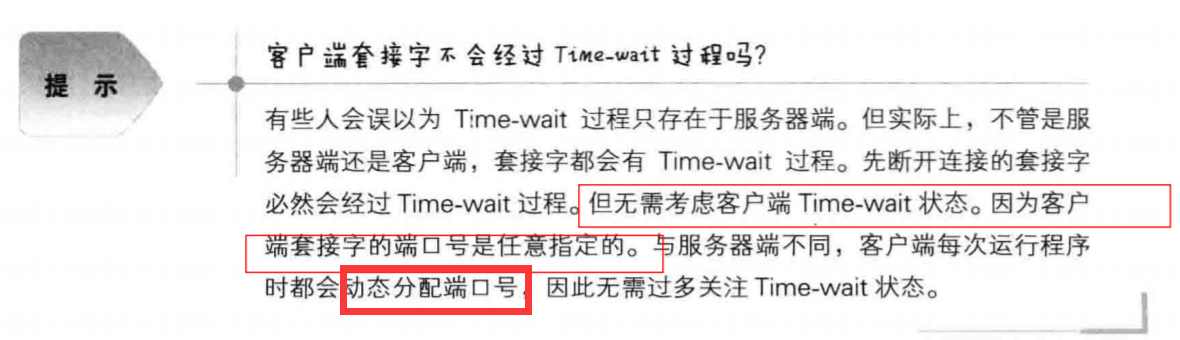 提 示
客户端套接字不会经过 Time-wait 过程吗？
有些人会误以为 Time-wait 过程只存在于服务器端。但实际上，不管是服
务器端还是客户端，套接字都会有 Time-wait 过程。先断开连接的套接字
必然会经过 Time-wait 过程。但无需考虑客户端 Time-wait 状态。因为客户
端套接字的端口号是任意指定的。与服务器端不同，客户端每次运行程序
时都会动态分配端口号，因此无需过多关注 Time-wait 状态。